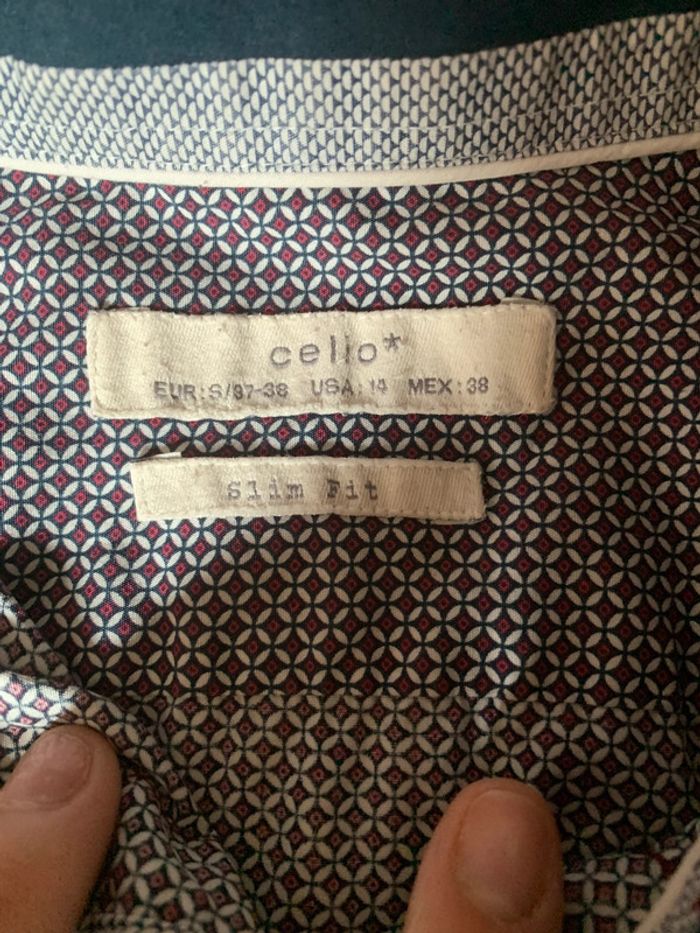 celio*
EUR:S/37-38 USA:14 MEX:38
Slim Fit